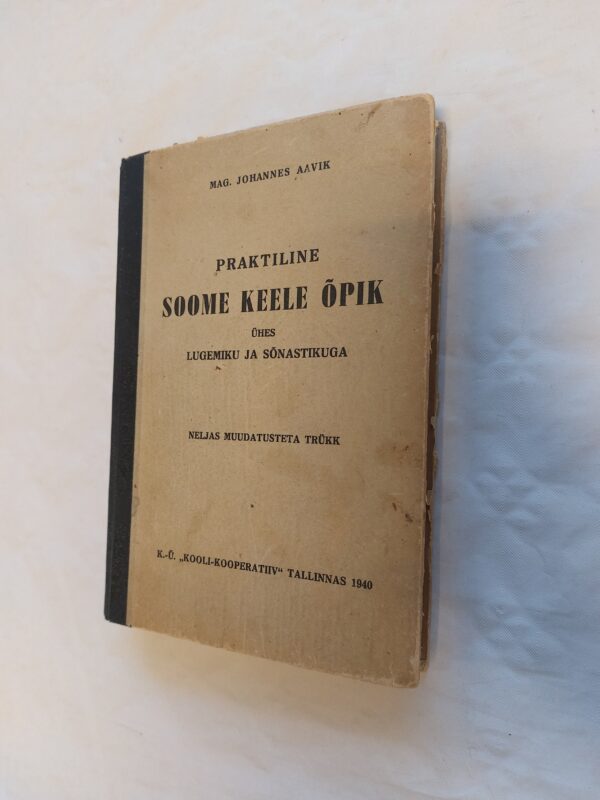 MAG. JOHANNES AAVIK
PRAKTILINE
SOOME KEELE ÕPIK
ÜHES
LUGEMIKU JA SÕNASTIKUGA
NELJAS MUUDATUSTETA TRÜKK
K.-Ü. „KOOLI-KOOPERATIIV“ TALLINNAS 1940